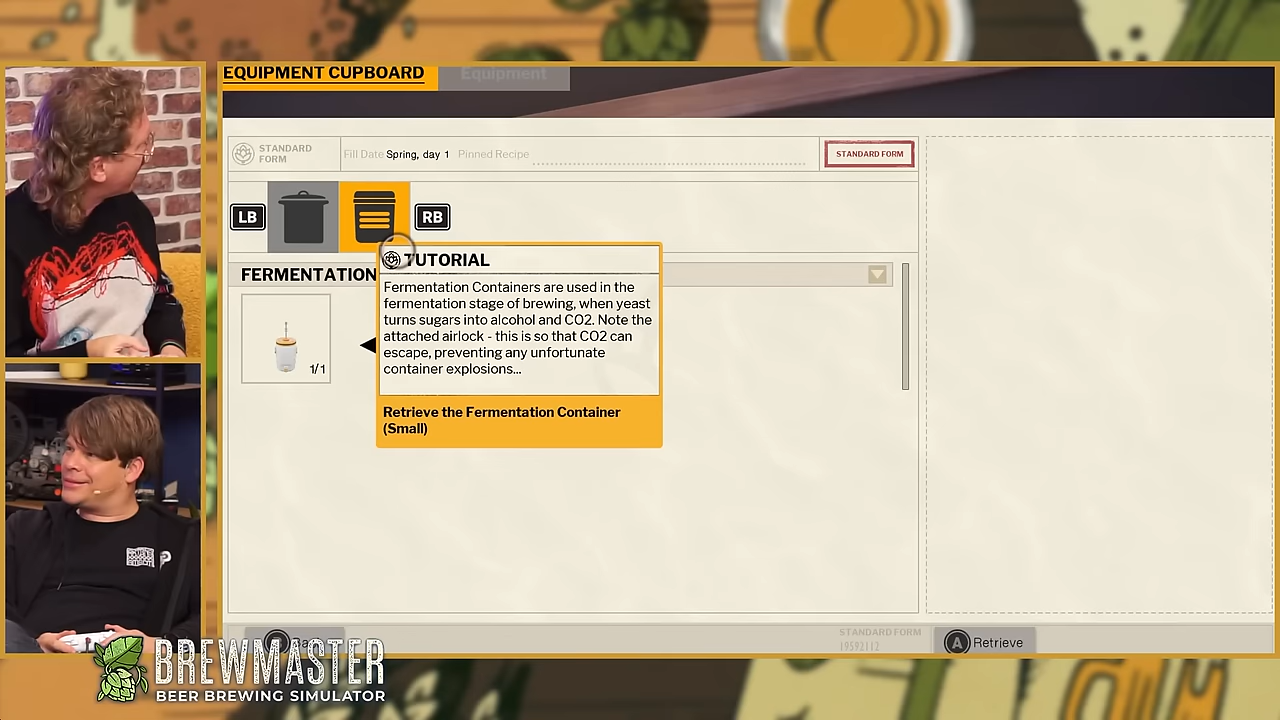 EQUIPMENT CUPBOARD
Equipment
STANDARD
FORM
Fill Date Spring, day 1 Pinned Recipe
STANDARD FORM
LB
RB
FERMENTATION
TUTORIAL
Fermentation Containers are used in the
fermentation stage of brewing, when yeast
turns sugars into alcohol and CO2. Note the
attached airlock - this is so that CO2 can
escape, preventing any unfortunate
container explosions...
1/1
Retrieve the Fermentation Container
(Small)
STANDARD FORM
19592112
A Retrieve
BREWMASTER
BEER BREWING SIMULATOR